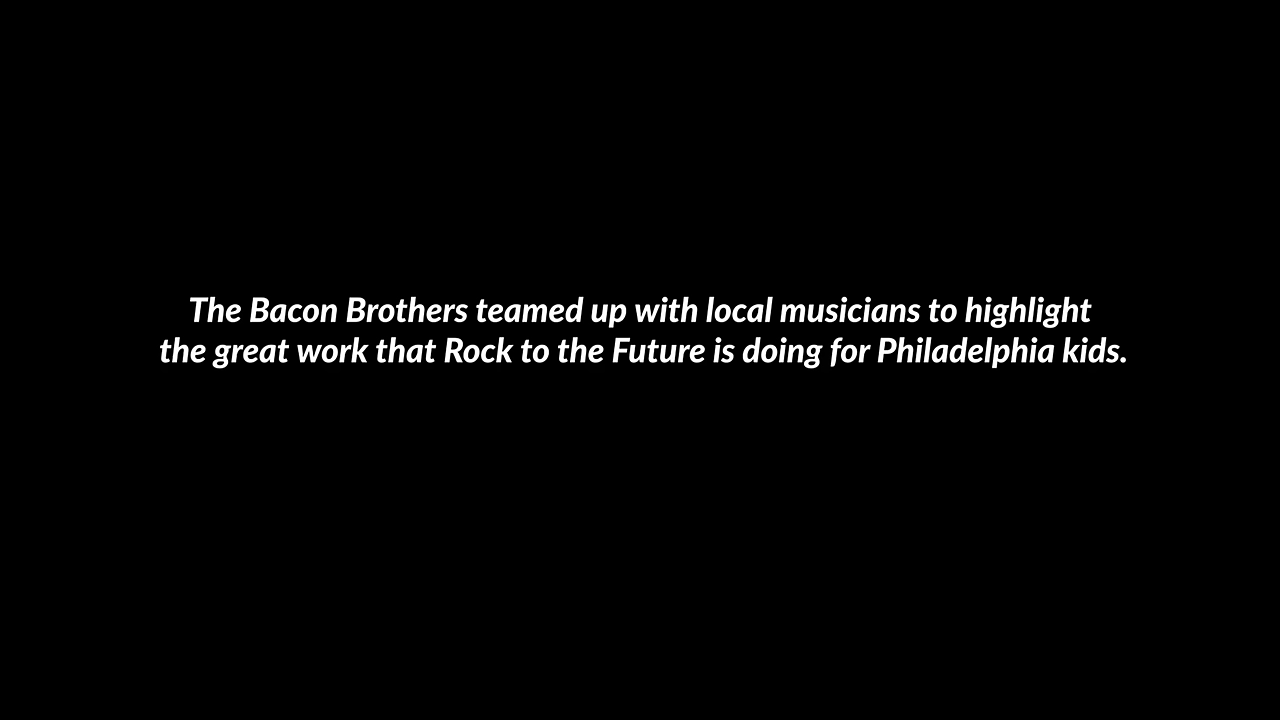 The Bacon Brothers teamed up with local musicians to highlight
the great work that Rock to the Future is doing for Philadelphia kids.